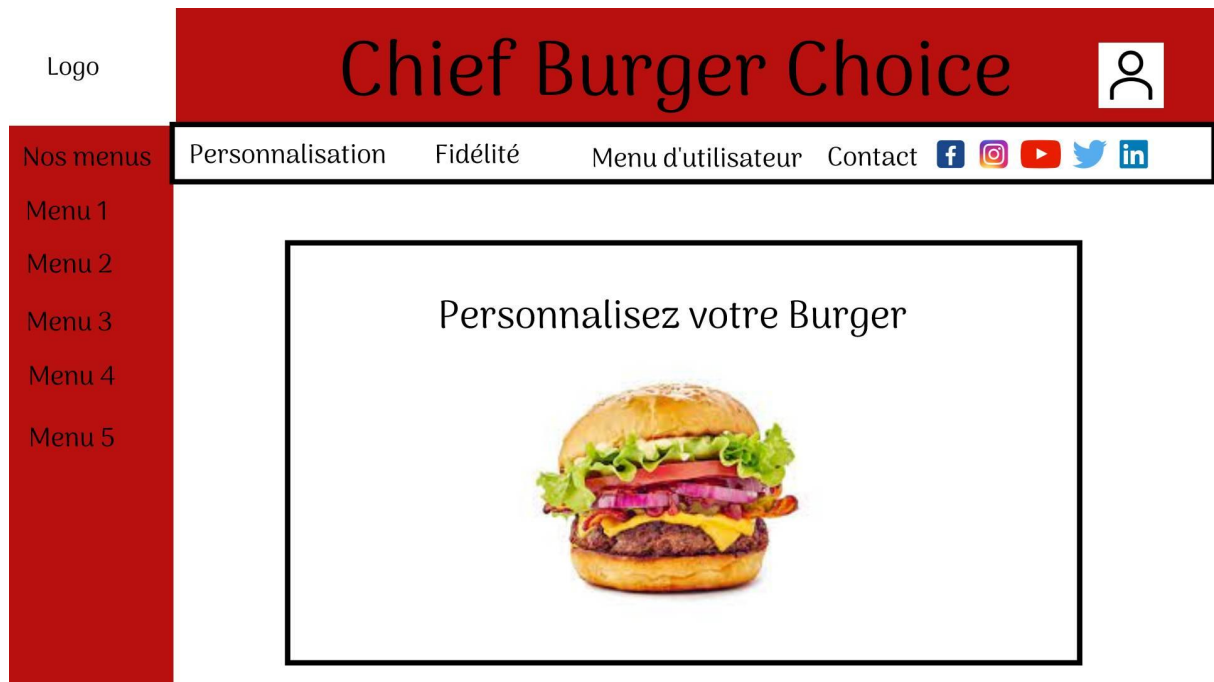 Logo
Chief Burger Choice
Nos menus
Personnalisation
Fidélité
Menu d'utilisateur
Contact
Menu 1
Menu 2
Menu 3
Menu 4
Menu 5
Personnalisez votre Burger